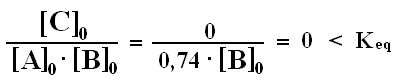 [C]₀ / [A]₀·[B]₀ = 0 / 0,74·[B]₀ = 0 < K_eq